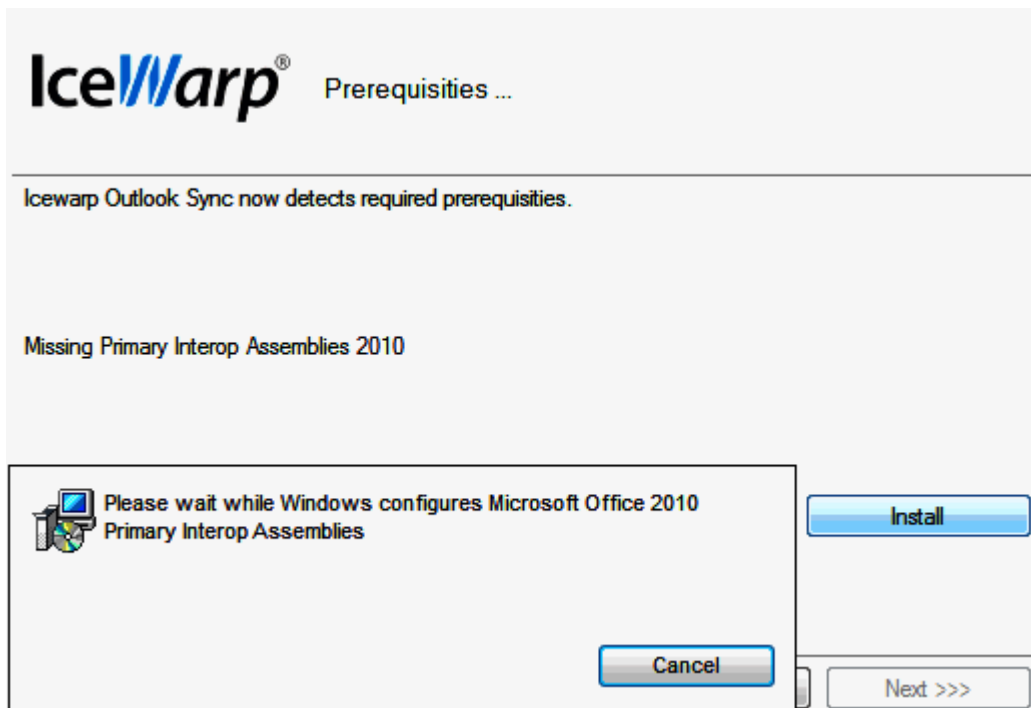 IceWarp® Prerequisities ...
Icewarp Outlook Sync now detects required prerequisities.
Missing Primary Interop Assemblies 2010
Please wait while Windows configures Microsoft Office 2010
Primary Interop Assemblies
Install
Cancel
Next >>>